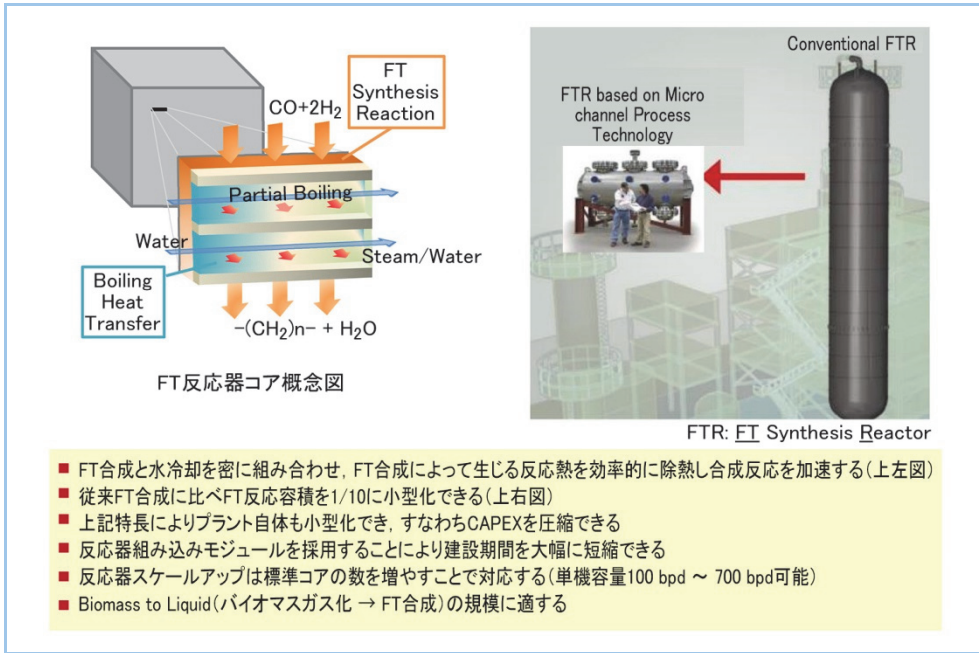 FT
Synthesis
Reaction
CO+2H₂
Partial Boiling
Water
Steam/Water
Boiling
Heat
Transfer
-(CH₂)n- + H₂O
FT反応器コア概念図
Conventional FTR
FTR based on Micro
channel Process
Technology
FTR: FT Synthesis Reactor
■ FT合成と水冷却を密に組み合わせ，FT合成によって生じる反応熱を効率的に除熱し合成反応を加速する(上左図)
■ 従来FT合成に比べFT反応容積を1/10に小型化できる(上右図)
■ 上記特長によりプラント自体も小型化でき，すなわちCAPEXを圧縮できる
■ 反応器組み込みモジュールを採用することにより建設期間を大幅に短縮できる
■ 反応器スケールアップは標準コアの数を増やすことで対応する(単機容量100 bpd ～ 700 bpd可能)
■ Biomass to Liquid(バイオマスガス化 → FT合成)の規模に適する